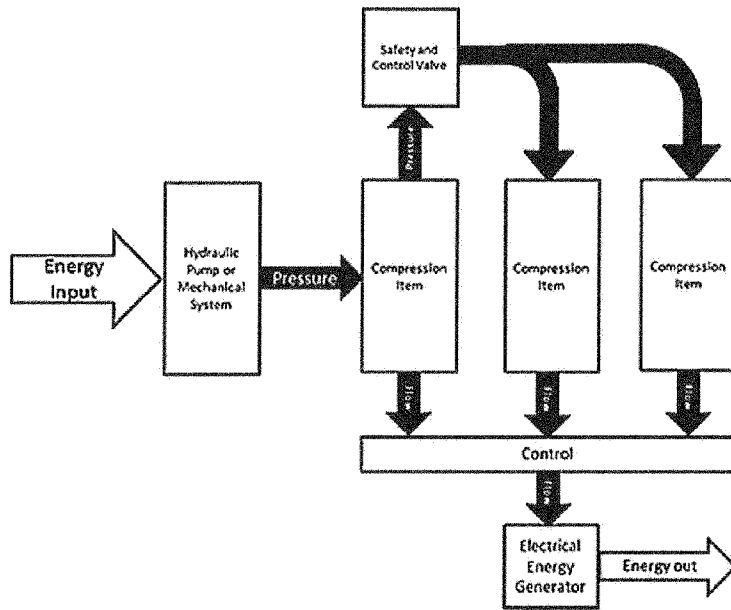 Safety and
Control Valve
Pressure
Energy
Input
Hydraulic
Pump or
Mechanical
System
Pressure
Compression
Item
Compression
Item
Compression
Item
Flow
Flow
Flow
Control
Flow
Electrical
Energy
Generator
Energy out